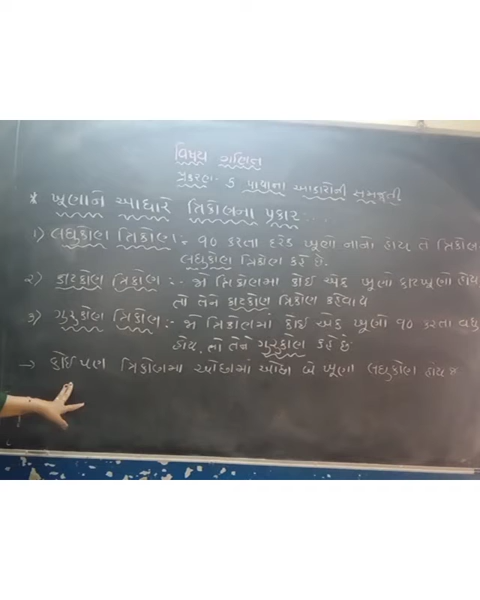 વિષય ગણિત
પ્રકરણ - ૬ પાયાના આકારોની સમજૂતી
* ખૂણાને આધારે ત્રિકોણના પ્રકાર ...
૧) લઘુકોણ ત્રિકોણ :- ૯૦ કરતા દરેક ખૂણો નાનો હોય તે ત્રિકોણ
લઘુકોણ ત્રિકોણ કહે છે.
૨) કાટકોણ ત્રિકોણ :- જે ત્રિકોણમાં કોઈ એક ખૂણો કાટખૂણો હોય
તો તેને કાટકોણ ત્રિકોણ કહેવાય
૩) ગુરુકોણ ત્રિકોણ :- જે ત્રિકોણમાં કોઈ એક ખૂણો ૯૦ કરતા વધુ
હોય, તો તેને ગુરુકોણ કહે છે
→ કોઈપણ ત્રિકોણમા ઓછામાં ઓછા બે ખૂણા લઘુકોણ હોય છે